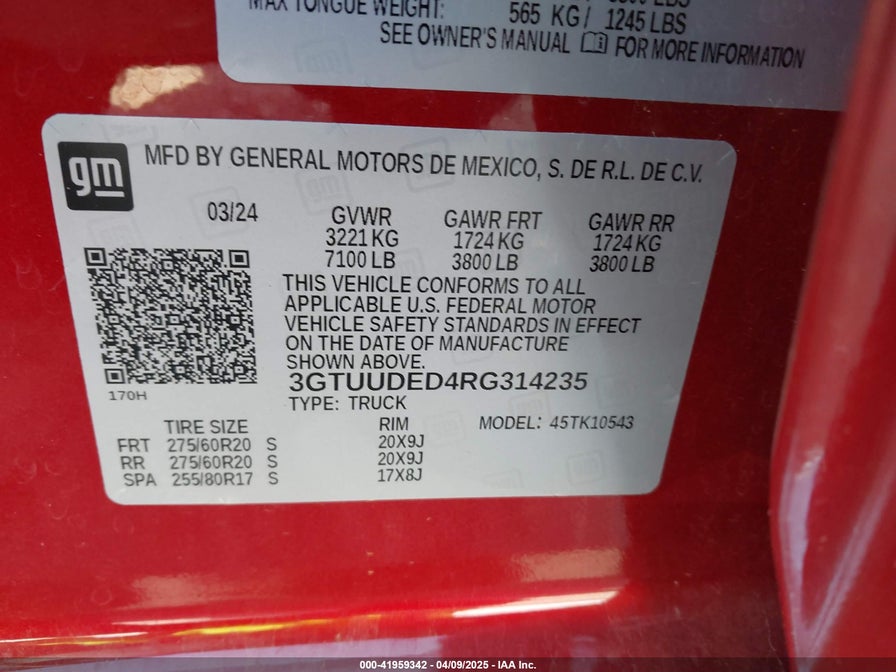 MAX TONGUE WEIGHT: 565 KG / 1245 LBS
SEE OWNER'S MANUAL FOR MORE INFORMATION
gm MFD BY GENERAL MOTORS DE MEXICO, S. DE R.L. DE C.V.
03/24 GVWR GAWR FRT GAWR RR
3221 KG 1724 KG 1724 KG
7100 LB 3800 LB 3800 LB
THIS VEHICLE CONFORMS TO ALL
APPLICABLE U.S. FEDERAL MOTOR
VEHICLE SAFETY STANDARDS IN EFFECT
ON THE DATE OF MANUFACTURE
SHOWN ABOVE.
3GTUUDED4RG314235
170H
TYPE: TRUCK
TIRE SIZE RIM MODEL: 45TK10543
FRT 275/60R20 S 20X9J
RR 275/60R20 S 20X9J
SPA 255/80R17 S 17X8J
000-41959342 - 04/09/2025 - IAA Inc.